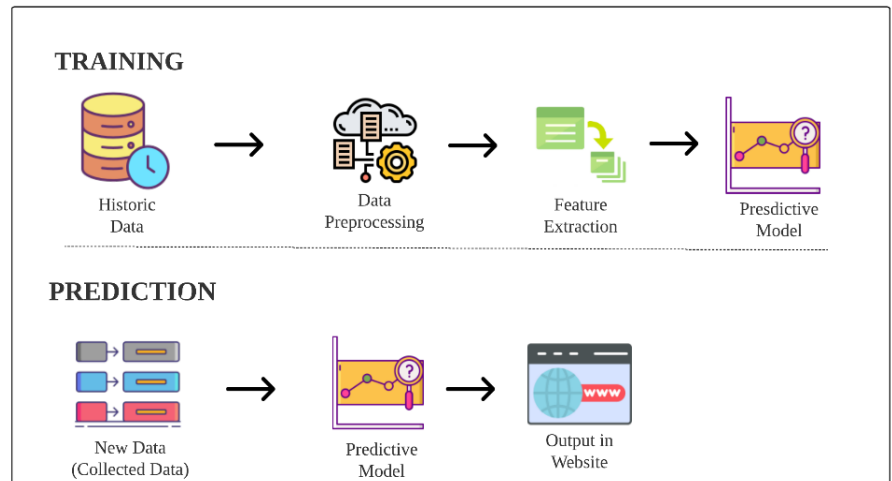 TRAINING
Historic
Data
Data
Preprocessing
Feature
Extraction
Presdictive
Model
PREDICTION
New Data
(Collected Data)
Predictive
Model
www
Output in
Website